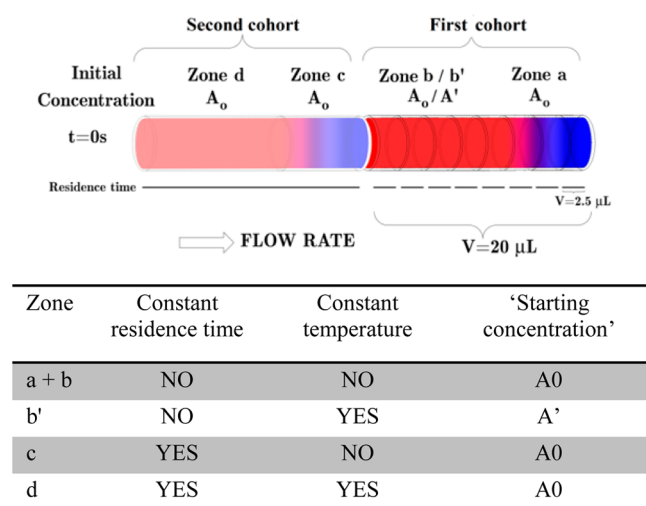 Second cohort First cohort
Initial Concentration Zone d Zone c Zone b / b' Zone a
A₀ A₀ A₀/A' A₀
t=0s
Residence time
V=2.5 µL
FLOW RATE
V=20 µL
Zone Constant residence time Constant temperature ‘Starting concentration’
a + b NO NO A0
b' NO YES A’
c YES NO A0
d YES YES A0